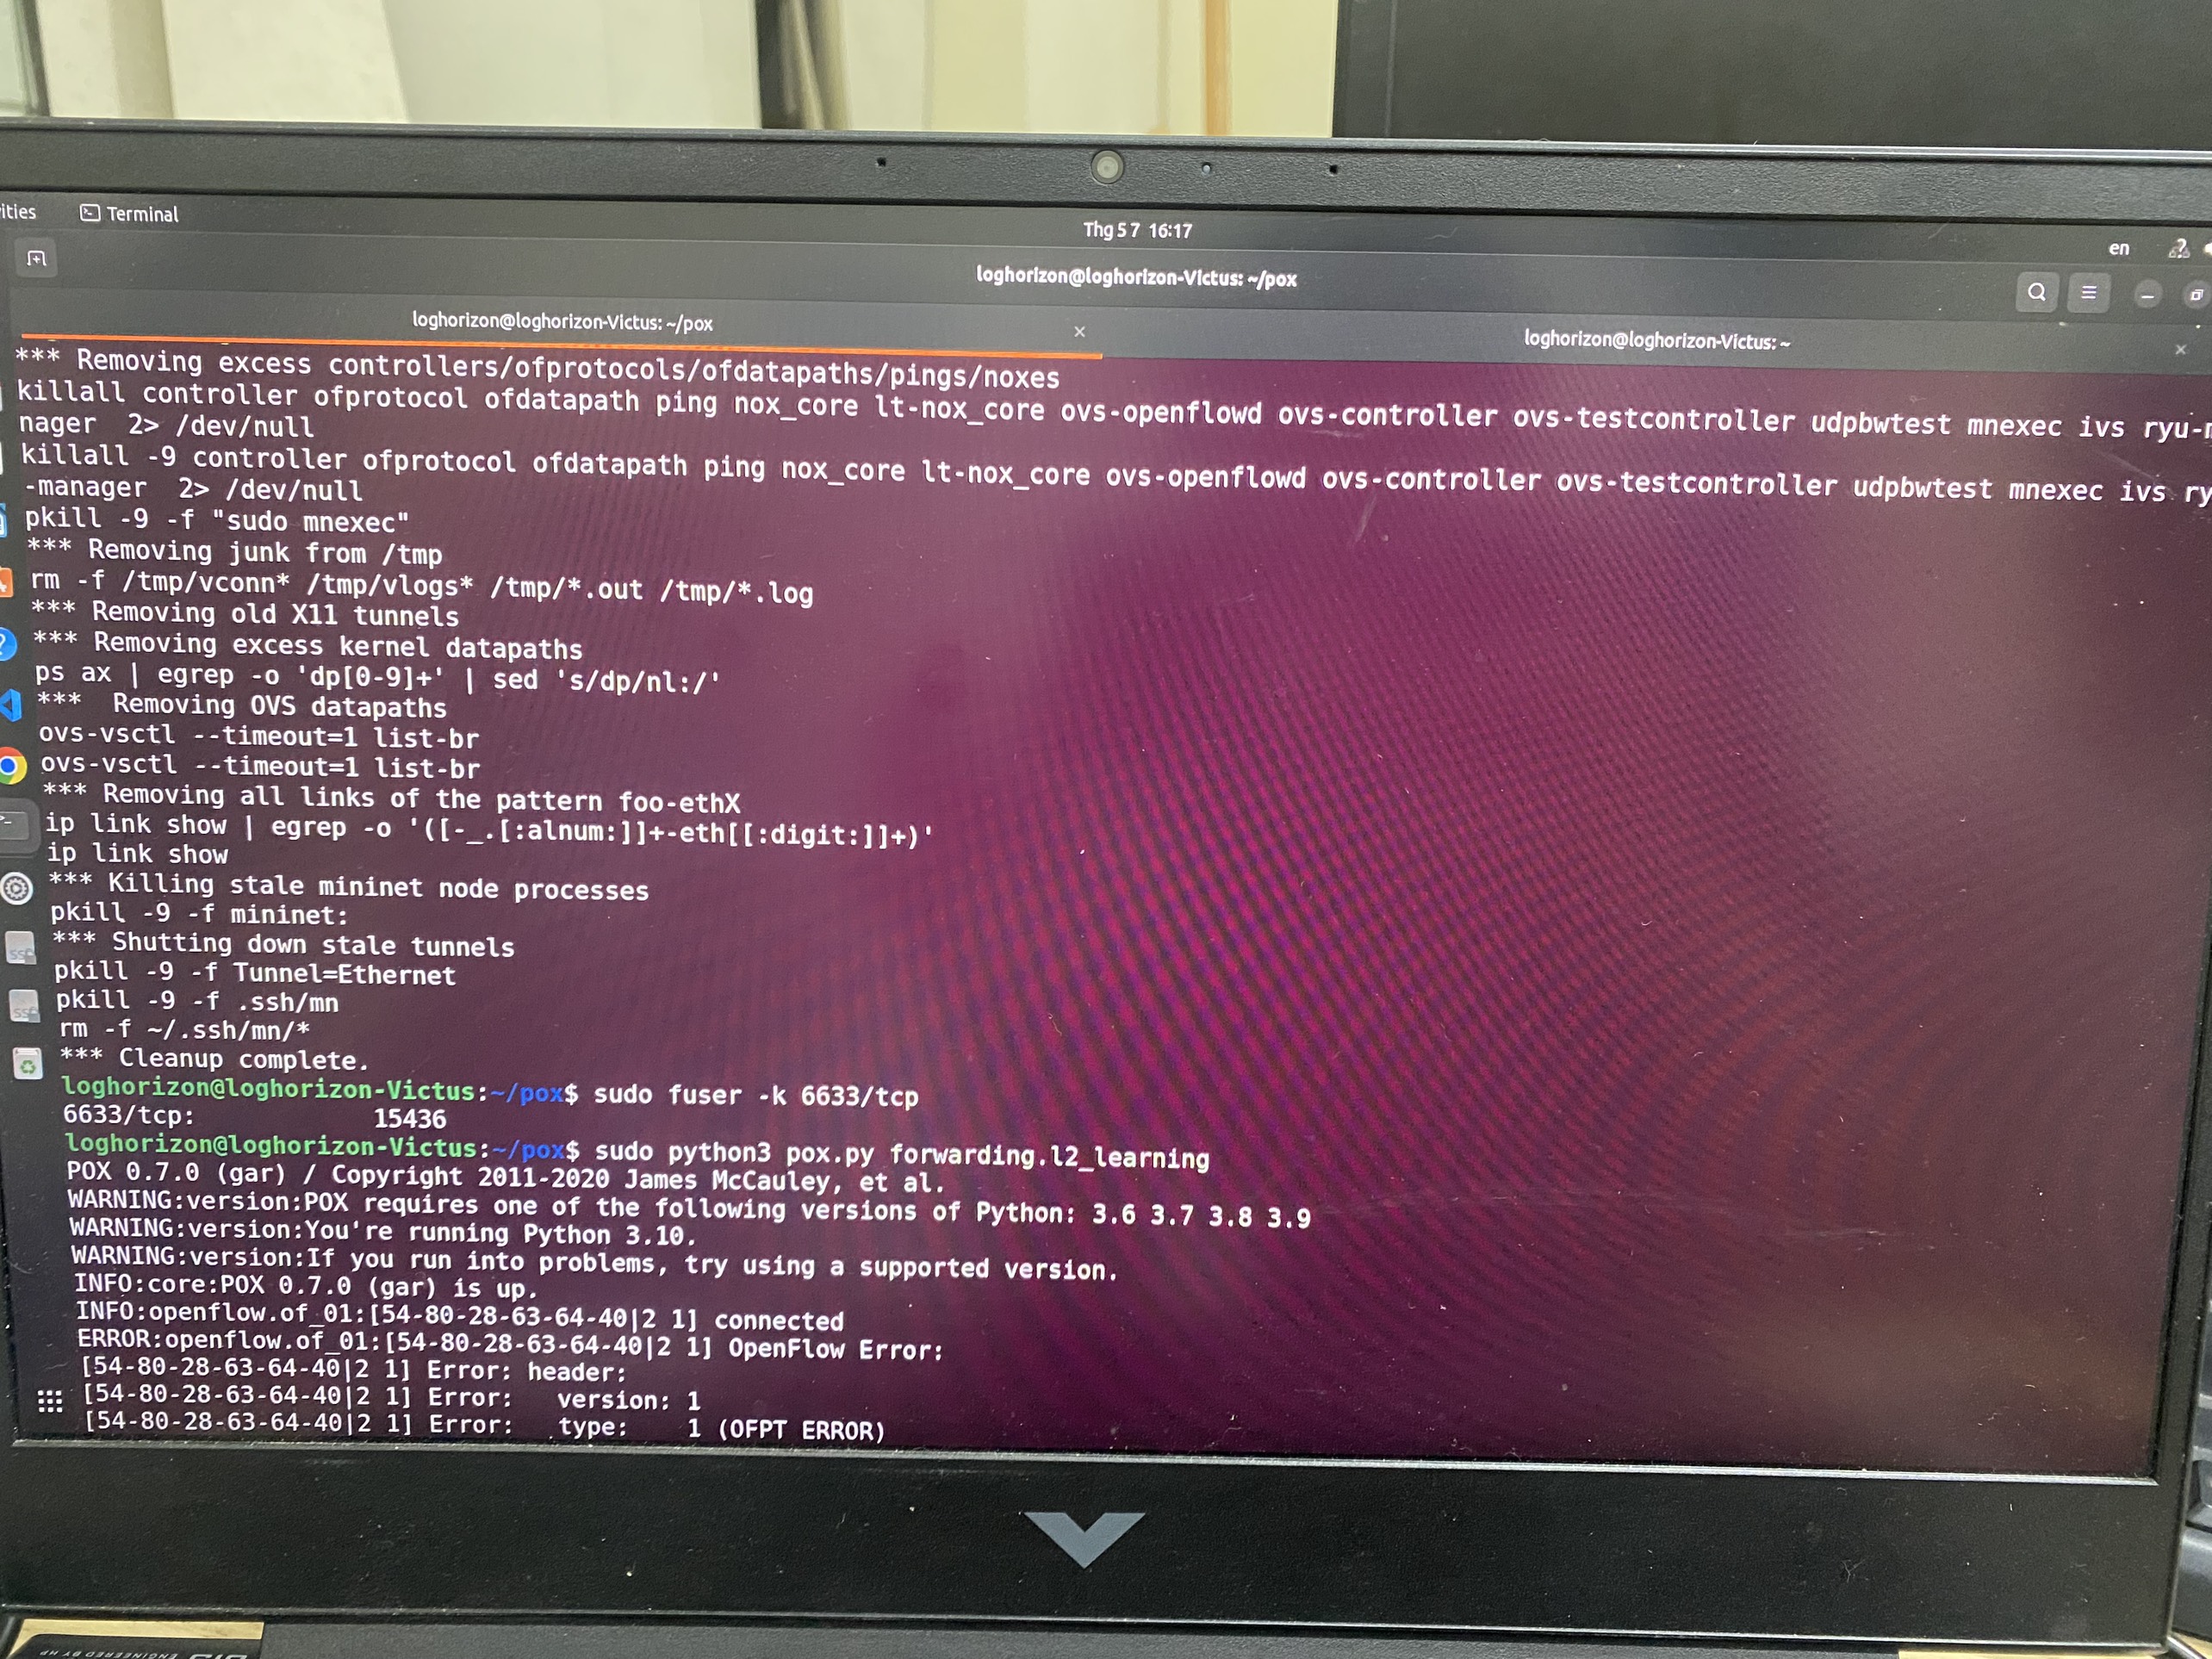 ities
Terminal
Thg 5 7 16:17
en
loghorizon@loghorizon-Victus: ~/pox
loghorizon@loghorizon-Victus: ~/pox
loghorizon@loghorizon-Victus: ~
*** Removing excess controllers/ofprotocols/ofdatapaths/pings/noxes
killall controller ofprotocol ofdatapath ping nox_core lt-nox_core ovs-openflowd ovs-controller ovs-testcontroller udpbwtest mnexec ivs ryu-
nager  2> /dev/null
killall -9 controller ofprotocol ofdatapath ping nox_core lt-nox_core ovs-openflowd ovs-controller ovs-testcontroller udpbwtest mnexec ivs ry
-manager  2> /dev/null
pkill -9 -f "sudo mnexec"
*** Removing junk from /tmp
rm -f /tmp/vconn* /tmp/vlogs* /tmp/*.out /tmp/*.log
*** Removing old X11 tunnels
*** Removing excess kernel datapaths
ps ax | egrep -o 'dp[0-9]+' | sed 's/dp/nl:/'
***  Removing OVS datapaths
ovs-vsctl --timeout=1 list-br
ovs-vsctl --timeout=1 list-br
*** Removing all links of the pattern foo-ethX
ip link show | egrep -o '([-_.[:alnum:]]+-eth[[:digit:]]+)'
ip link show
*** Killing stale mininet node processes
pkill -9 -f mininet:
*** Shutting down stale tunnels
pkill -9 -f Tunnel=Ethernet
pkill -9 -f .ssh/mn
rm -f ~/.ssh/mn/*
*** Cleanup complete.
loghorizon@loghorizon-Victus:~/pox$ sudo fuser -k 6633/tcp
6633/tcp:            15436
loghorizon@loghorizon-Victus:~/pox$ sudo python3 pox.py forwarding.l2_learning
POX 0.7.0 (gar) / Copyright 2011-2020 James McCauley, et al.
WARNING:version:POX requires one of the following versions of Python: 3.6 3.7 3.8 3.9
WARNING:version:You're running Python 3.10.
WARNING:version:If you run into problems, try using a supported version.
INFO:core:POX 0.7.0 (gar) is up.
INFO:openflow.of_01:[54-80-28-63-64-40|2 1] connected
ERROR:openflow.of_01:[54-80-28-63-64-40|2 1] OpenFlow Error:
[54-80-28-63-64-40|2 1] Error: header:
[54-80-28-63-64-40|2 1] Error:   version: 1
[54-80-28-63-64-40|2 1] Error:   type:    1 (OFPT_ERROR)
ENGINEERED BY HP